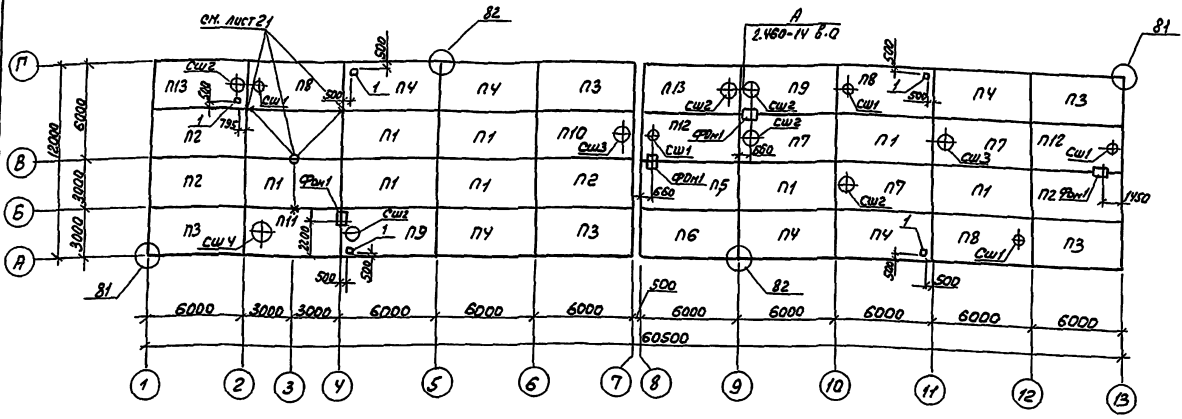 см. лист 21
82
А
2.460-14 в.0
81
Г
П13
СШ2
П8
СШ1
500
1
500
П4
П4
П3
П13
СШ2
П9
СШ2
П8
СШ1
1
500
500
П4
П3
12000
6000
500
1
795
П2
П1
П1
П10
СШ3
П12
СШ1
ФОН1
СШ2
660
П7
П1
СШ3
П7
П12
СШ1
В
3000
П2
П1
ФОН1
П1
П1
П2
ФОН1
660
П5
П1
СШ2
П7
П1
П2
ФОН1
1450
Б
3000
П3
СШ4
П11
2200
СШ2
1
500
500
П9
П4
П3
П6
П4
П4
1
500
500
П8
СШ1
П3
А
81
82
500
6000
3000
3000
6000
6000
6000
6000
6000
6000
6000
6000
60500
1
2
3
4
5
6
7
8
9
10
11
12
13